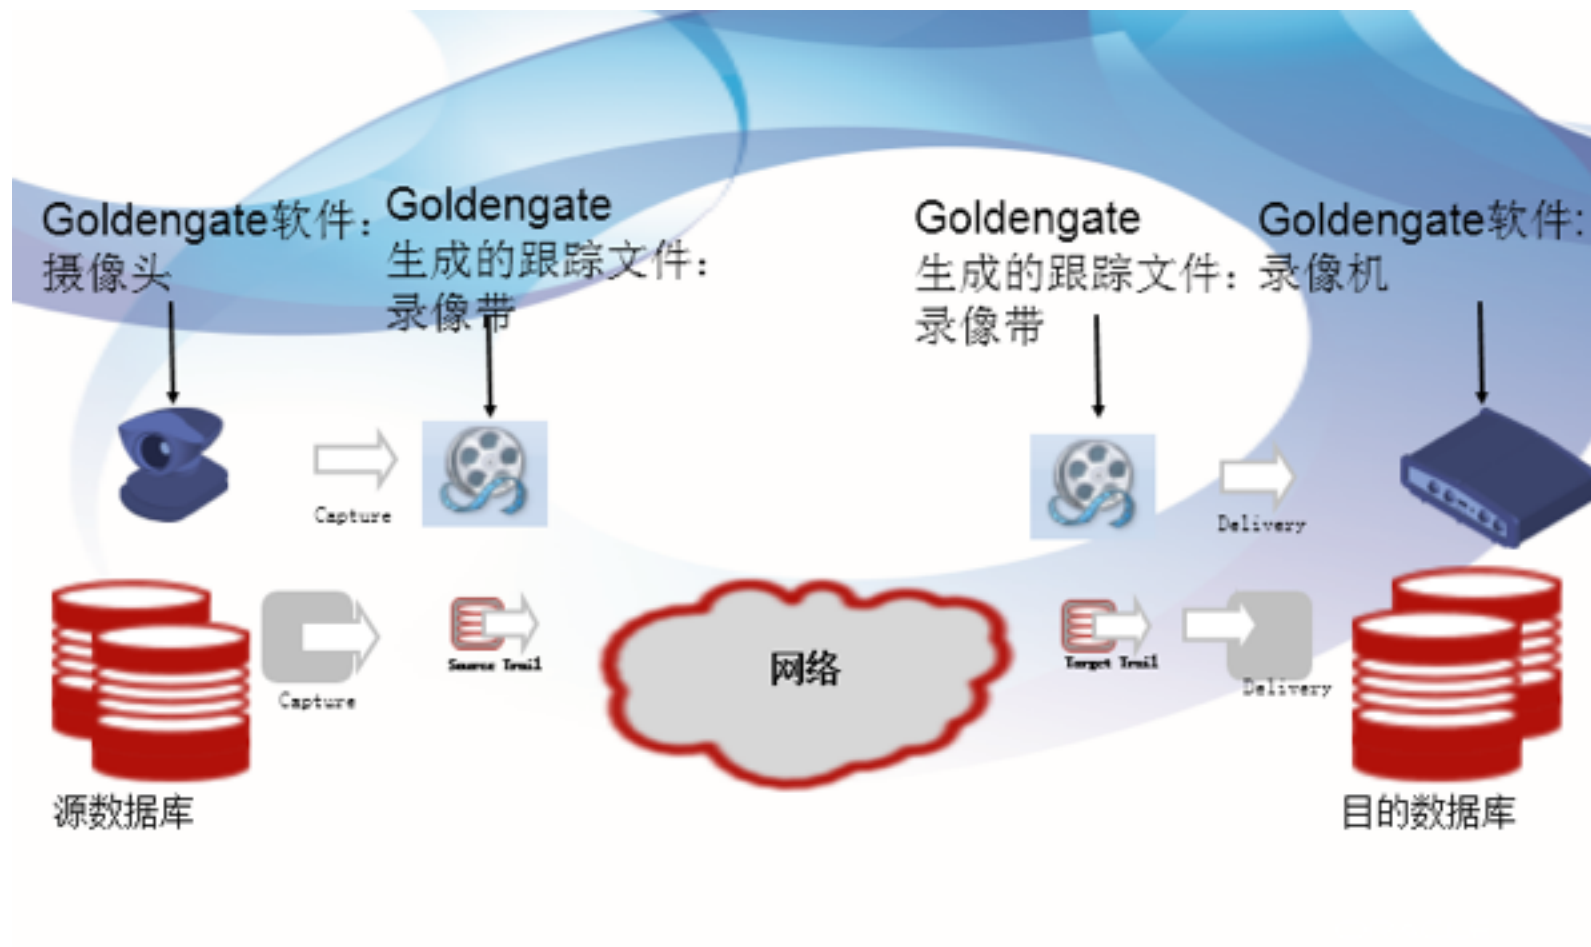 Goldengate软件：
摄像头
Goldengate
生成的跟踪文件：
录像带
Goldengate
生成的跟踪文件：
录像带
Goldengate软件:
录像机
Capture
Delivery
Capture
Source Trail
网络
Target Trail
Delivery
源数据库
目的数据库